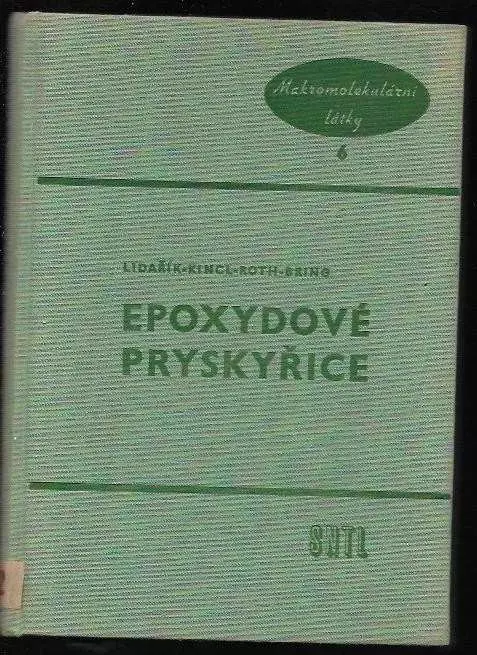 Makromolekulární
látky
6
LIDAŘÍK-KINCL-ROTH-BRING
EPOXYDOVÉ
PRYSKYŘICE
SNTL